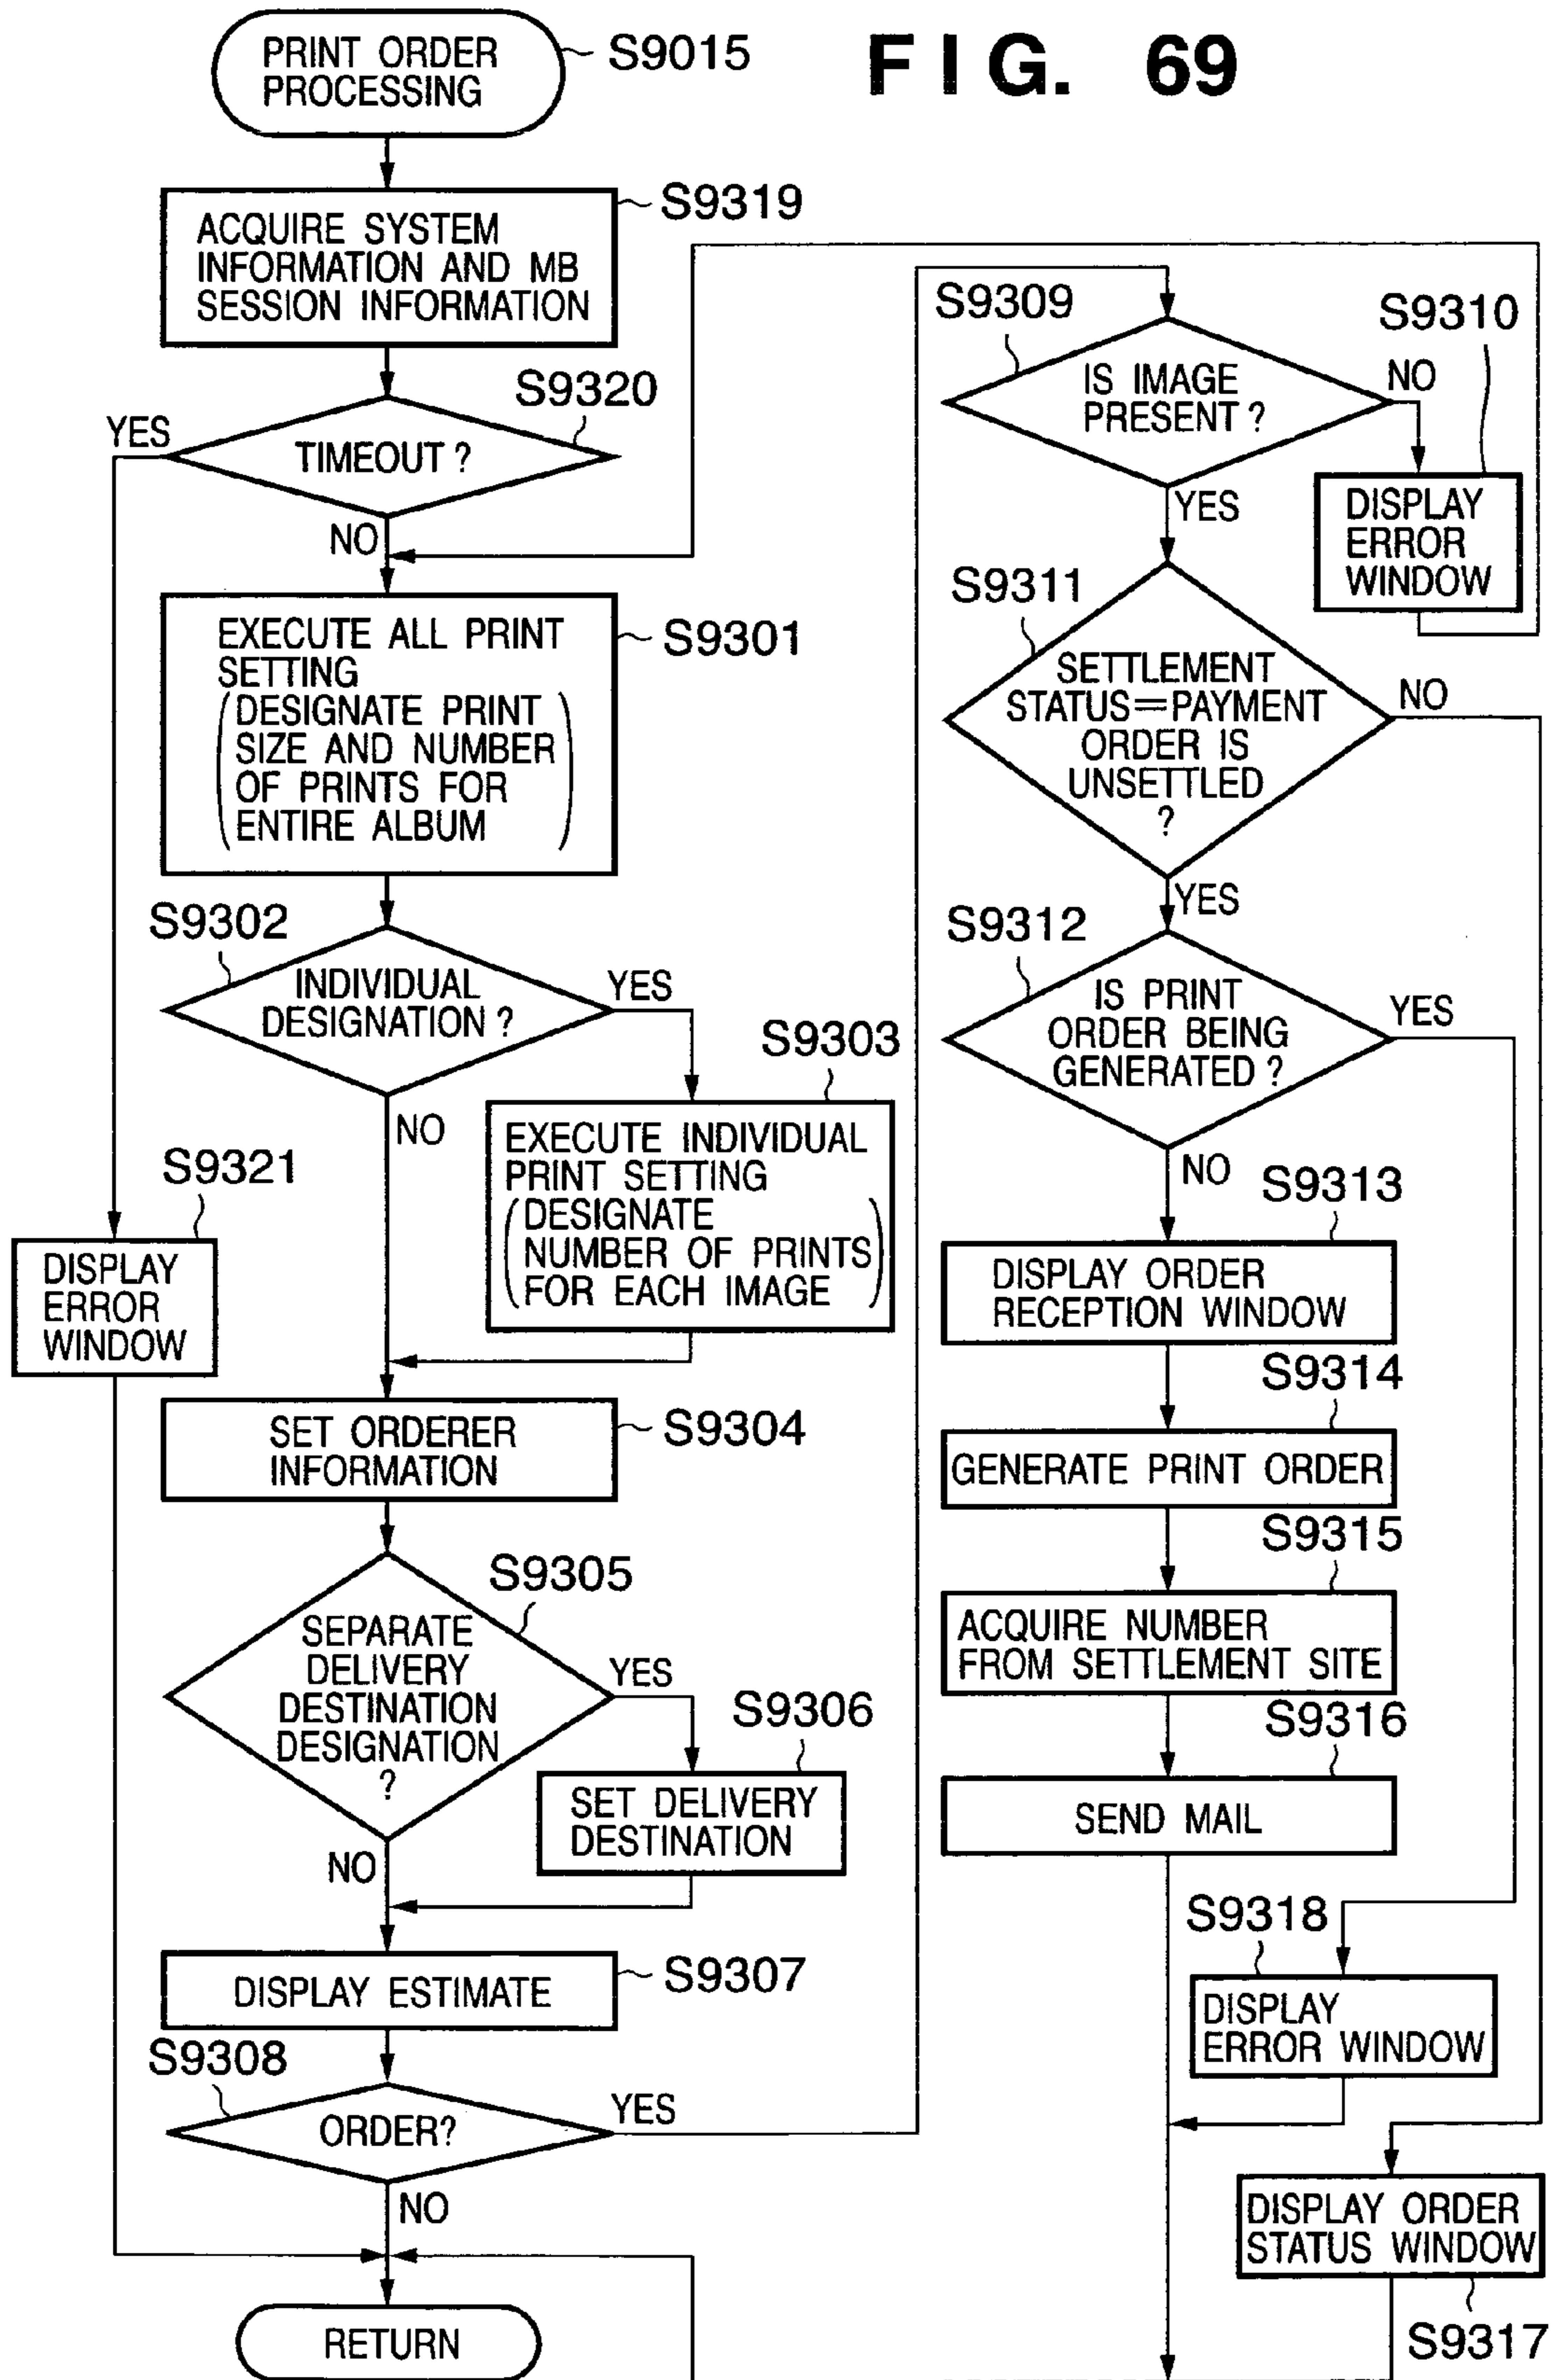 FIG. 69
PRINT ORDER
PROCESSING
S9015
ACQUIRE SYSTEM
INFORMATION AND MB
SESSION INFORMATION
S9319
S9320
TIMEOUT ?
YES
NO
EXECUTE ALL PRINT
SETTING
(DESIGNATE PRINT
SIZE AND NUMBER
OF PRINTS FOR
ENTIRE ALBUM)
S9301
S9302
INDIVIDUAL
DESIGNATION ?
YES
NO
S9303
EXECUTE INDIVIDUAL
PRINT SETTING
(DESIGNATE
NUMBER OF PRINTS
FOR EACH IMAGE)
S9321
DISPLAY
ERROR
WINDOW
SET ORDERER
INFORMATION
S9304
S9305
SEPARATE
DELIVERY
DESTINATION
DESIGNATION
?
YES
NO
S9306
SET DELIVERY
DESTINATION
DISPLAY ESTIMATE
S9307
S9308
ORDER?
YES
NO
RETURN
S9309
IS IMAGE
PRESENT ?
NO
YES
S9310
DISPLAY
ERROR
WINDOW
S9311
SETTLEMENT
STATUS=PAYMENT
ORDER IS
UNSETTLED
?
NO
YES
S9312
IS PRINT
ORDER BEING
GENERATED ?
YES
NO
S9313
DISPLAY ORDER
RECEPTION WINDOW
S9314
GENERATE PRINT ORDER
S9315
ACQUIRE NUMBER
FROM SETTLEMENT SITE
S9316
SEND MAIL
S9318
DISPLAY
ERROR WINDOW
DISPLAY ORDER
STATUS WINDOW
S9317